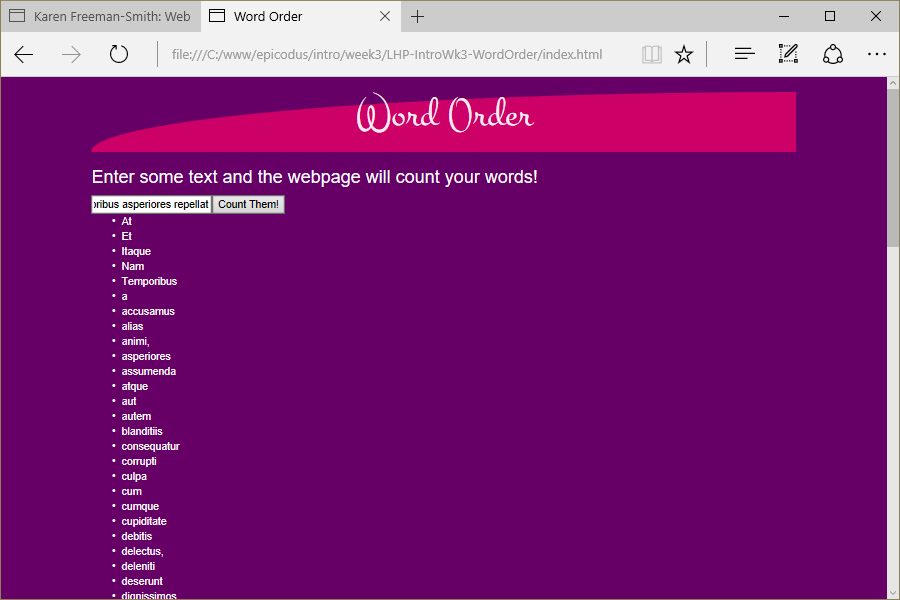 Karen Freeman-Smith: Web
Word Order
file:///C:/www/epicodus/intro/week3/LHP-IntroWk3-WordOrder/index.html
Word Order
Enter some text and the webpage will count your words!
oribus asperiores repellat Count Them!
• At
• Et
• Itaque
• Nam
• Temporibus
• a
• accusamus
• alias
• animi,
• asperiores
• assumenda
• atque
• aut
• autem
• blanditiis
• consequatur
• corrupti
• culpa
• cum
• cumque
• cupiditate
• debitis
• delectus,
• deleniti
• deserunt
• dignissimos